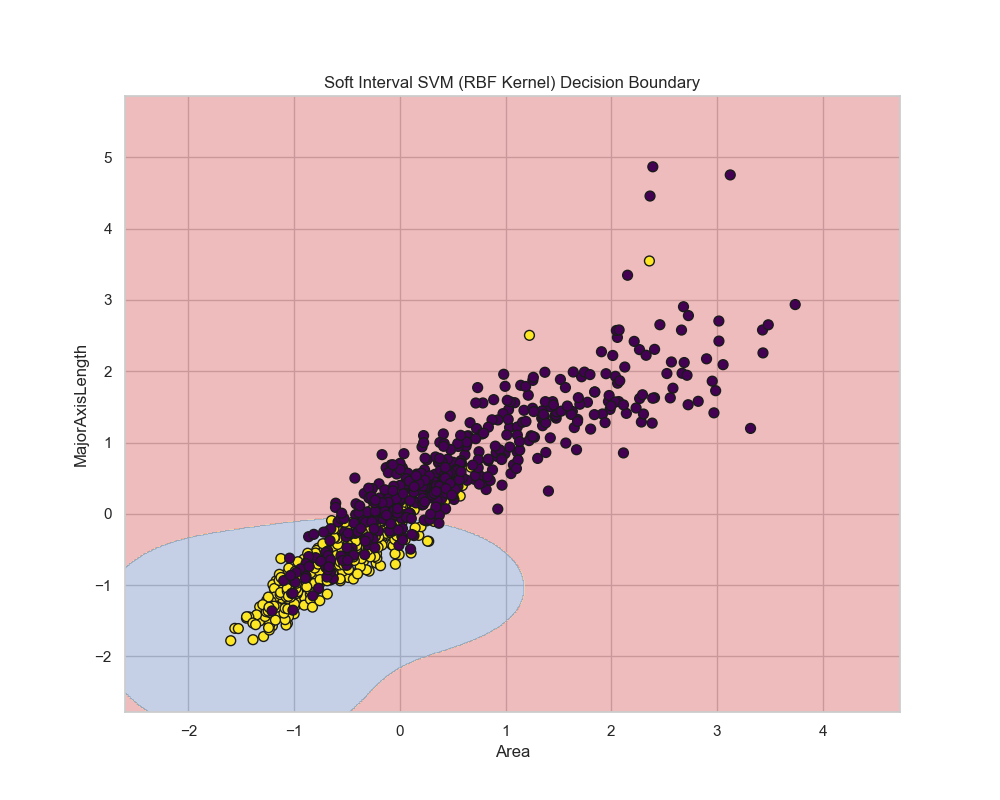 Soft Interval SVM (RBF Kernel) Decision Boundary
5
4
3
2
1
0
−1
−2
MajorAxisLength
−2 −1 0 1 2 3 4
Area